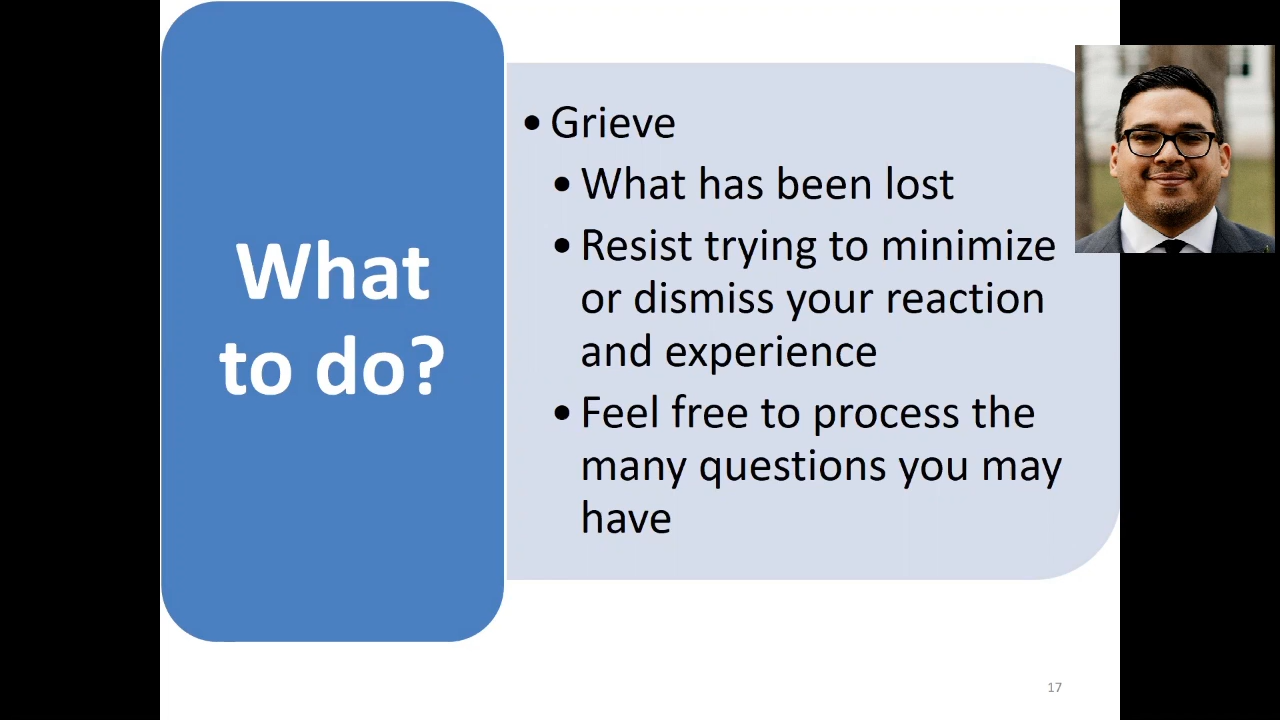 What
to do?
• Grieve
• What has been lost
• Resist trying to minimize
or dismiss your reaction
and experience
• Feel free to process the
many questions you may
have
17